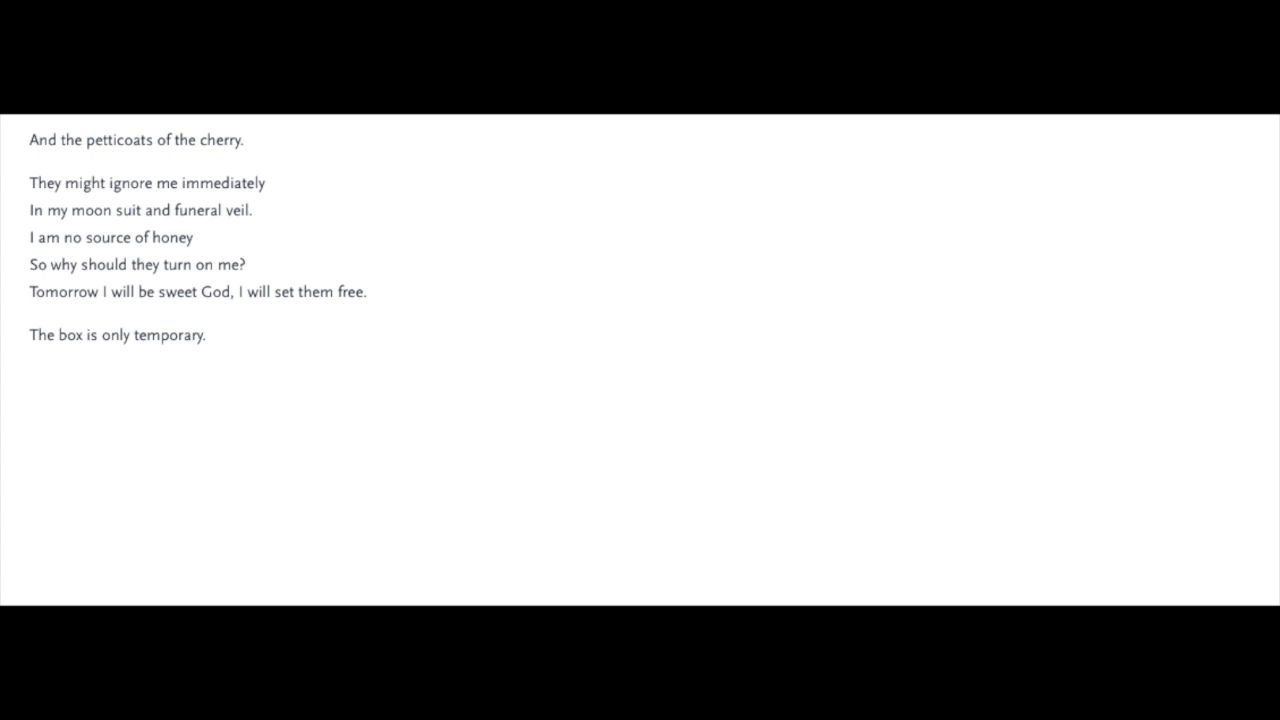 And the petticoats of the cherry.
They might ignore me immediately
In my moon suit and funeral veil.
I am no source of honey
So why should they turn on me?
Tomorrow I will be sweet God, I will set them free.
The box is only temporary.